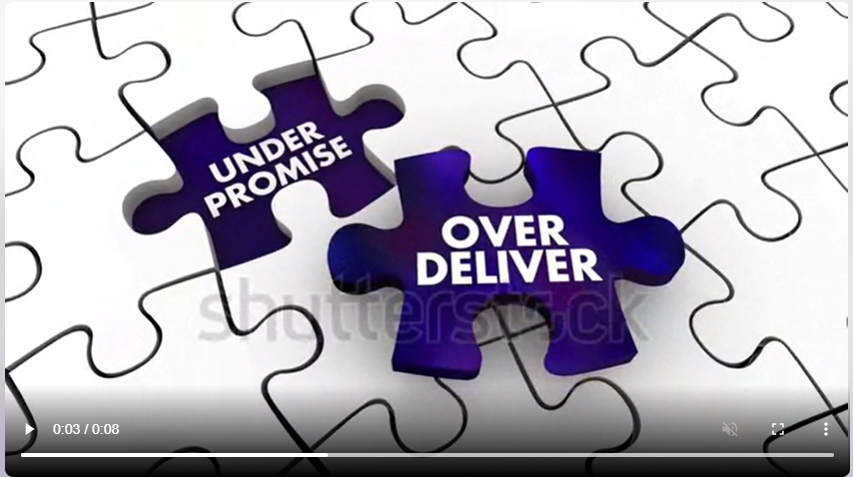 UNDER
PROMISE
OVER
DELIVER
shutterstock
0:03 / 0:08